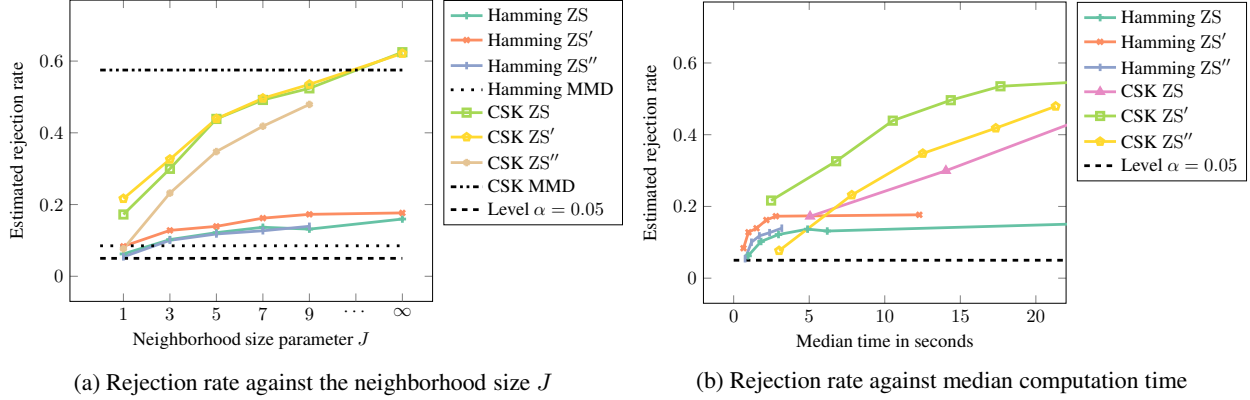 Estimated rejection rate
0.6
0.4
0.2
0
1 3 5 7 9 ⋯ ∞
Neighborhood size parameter J
Hamming ZS
Hamming ZS′
Hamming ZS′′
Hamming MMD
CSK ZS
CSK ZS′
CSK ZS′′
CSK MMD
Level α = 0.05
(a) Rejection rate against the neighborhood size J
Estimated rejection rate
0.6
0.4
0.2
0
0 5 10 15 20
Median time in seconds
Hamming ZS
Hamming ZS′
Hamming ZS′′
CSK ZS
CSK ZS′
CSK ZS′′
Level α = 0.05
(b) Rejection rate against median computation time